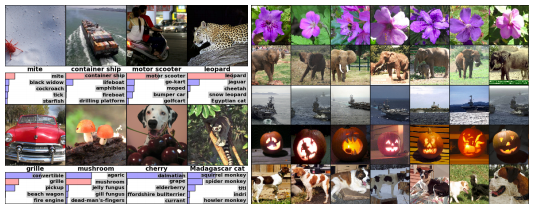 mite
container ship
motor scooter
leopard
mite
black widow
cockroach
tick
starfish
container ship
lifeboat
amphibian
fireboat
drilling platform
motor scooter
go-kart
moped
bumper car
golfcart
leopard
jaguar
cheetah
snow leopard
Egyptian cat
grille
mushroom
cherry
Madagascar cat
convertible
grille
pickup
beach wagon
fire engine
agaric
mushroom
jelly fungus
gill fungus
dead-man's-fingers
dalmatian
grape
elderberry
ffordshire bullterrier
currant
squirrel monkey
spider monkey
titi
indri
howler monkey